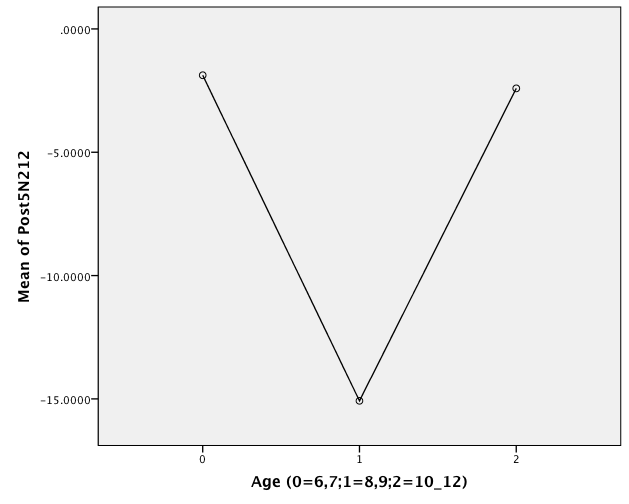 .0000
-5.0000
-10.0000
-15.0000
Mean of Post5N212
0 1 2
Age (0=6,7;1=8,9;2=10_12)